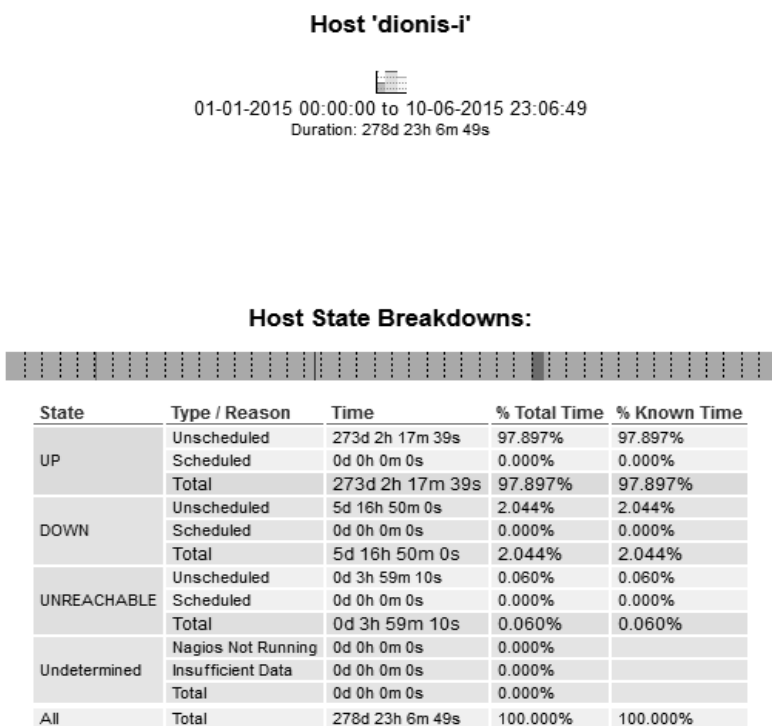 Host 'dionis-i'
01-01-2015 00:00:00 to 10-06-2015 23:06:49
Duration: 278d 23h 6m 49s
Host State Breakdowns:
State Type / Reason Time % Total Time % Known Time
UP
Unscheduled 273d 2h 17m 39s 97.897% 97.897%
Scheduled 0d 0h 0m 0s 0.000% 0.000%
Total 273d 2h 17m 39s 97.897% 97.897%
DOWN
Unscheduled 5d 16h 50m 0s 2.044% 2.044%
Scheduled 0d 0h 0m 0s 0.000% 0.000%
Total 5d 16h 50m 0s 2.044% 2.044%
UNREACHABLE
Unscheduled 0d 3h 59m 10s 0.060% 0.060%
Scheduled 0d 0h 0m 0s 0.000% 0.000%
Total 0d 3h 59m 10s 0.060% 0.060%
Undetermined
Nagios Not Running 0d 0h 0m 0s 0.000%
Insufficient Data 0d 0h 0m 0s 0.000%
Total 0d 0h 0m 0s 0.000%
All Total 278d 23h 6m 49s 100.000% 100.000%